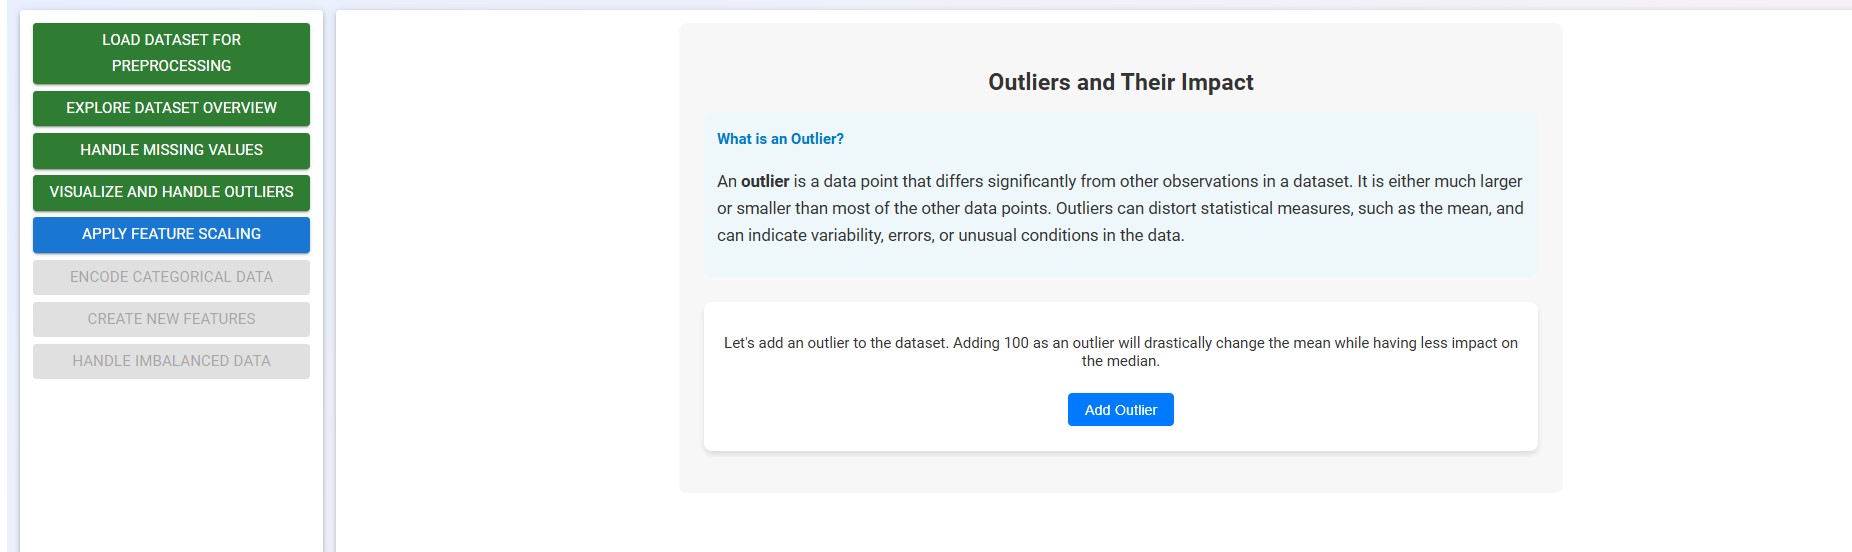 LOAD DATASET FOR
PREPROCESSING
EXPLORE DATASET OVERVIEW
HANDLE MISSING VALUES
VISUALIZE AND HANDLE OUTLIERS
APPLY FEATURE SCALING
ENCODE CATEGORICAL DATA
CREATE NEW FEATURES
HANDLE IMBALANCED DATA
Outliers and Their Impact
What is an Outlier?
An outlier is a data point that differs significantly from other observations in a dataset. It is either much larger
or smaller than most of the other data points. Outliers can distort statistical measures, such as the mean, and
can indicate variability, errors, or unusual conditions in the data.
Let's add an outlier to the dataset. Adding 100 as an outlier will drastically change the mean while having less impact on
the median.
Add Outlier